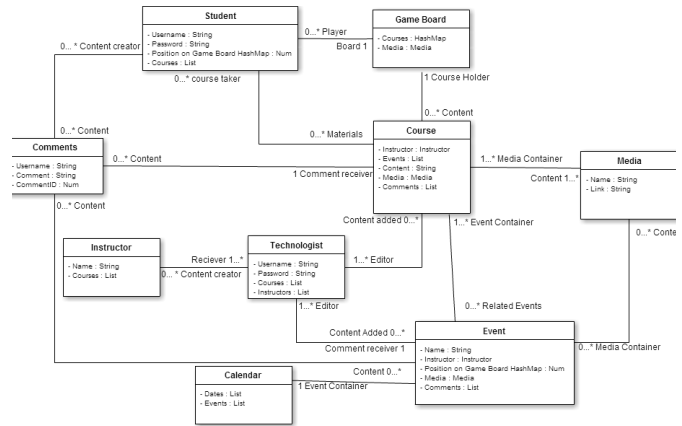 Student
- Username : String
- Password : String
- Position on Game Board HashMap : Num
- Courses : List
Game Board
- Courses : HashMap
- Media : Media
0...* Player
Board 1
0...* Content creator
0...* course taker
1 Course Holder
0...* Content
0...* Content
0...* Materials
Course
- Instructor : Instructor
- Events : List
- Content : String
- Media : Media
- Comments : List
Comments
- Username : String
- Comment : String
- CommentID : Num
0...* Content
1 Comment receiver
1...* Media Container
Content 1...*
Media
- Name : String
- Link : String
0...* Content
Content added 0...*
1...* Event Container
0...* Conte
Instructor
- Name : String
- Courses : List
Reciever 1...*
0... * Content creator
Technologist
- Username : String
- Password : String
- Courses : List
- Instructors : List
1...* Editor
1...* Editor
0...* Related Events
Content Added 0...*
Comment receiver 1
Event
- Name : String
- Instructor : Instructor
- Position on Game Board HashMap : Num
- Media : Media
- Comments : List
0...* Media Container
Calendar
- Dates : List
- Events : List
Content 0...*
1 Event Container